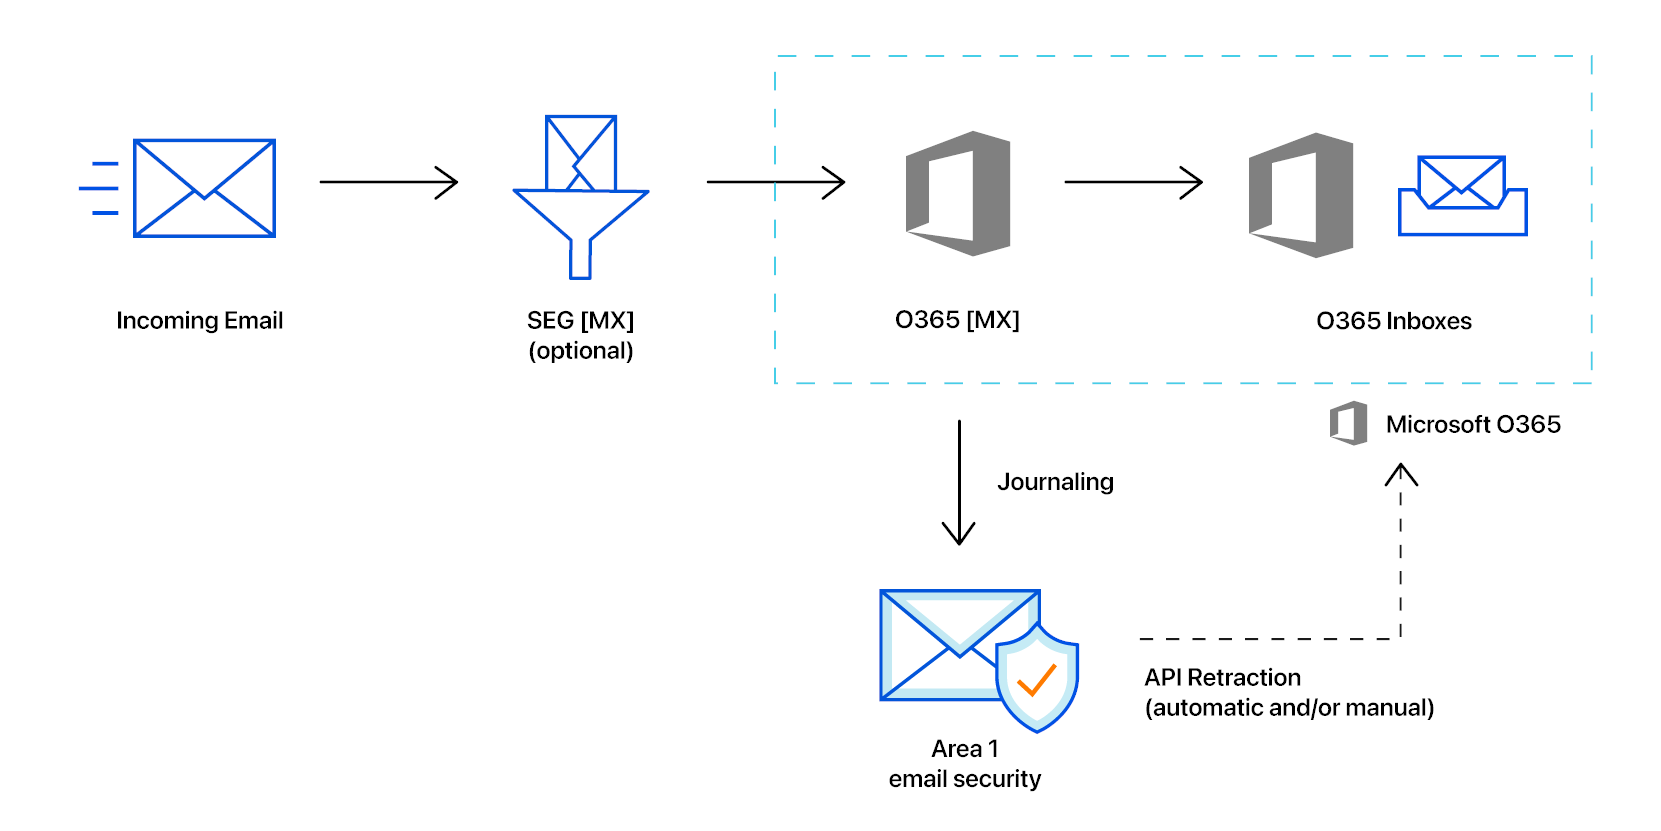 Incoming Email
SEG [MX]
(optional)
O365 [MX]
O365 Inboxes
Microsoft O365
Journaling
API Retraction
(automatic and/or manual)
Area 1
email security